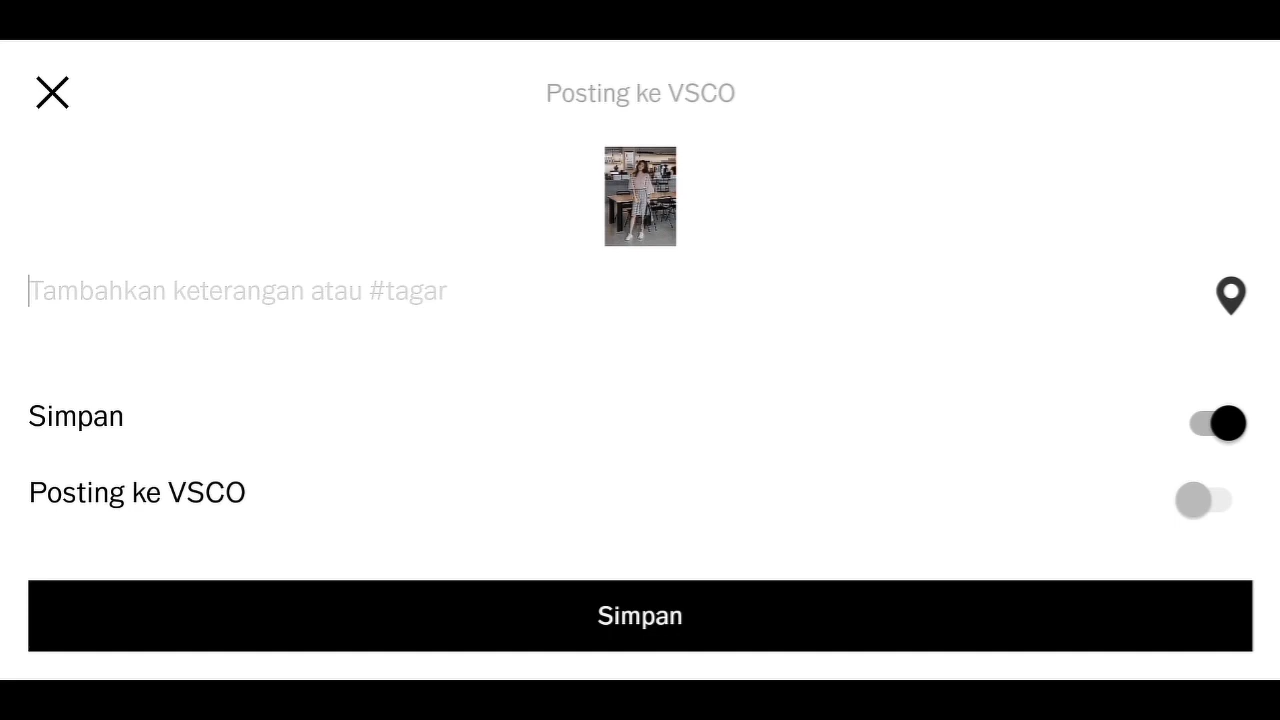 Posting ke VSCO
Tambahkan keterangan atau #tagar
Simpan
Posting ke VSCO
Simpan